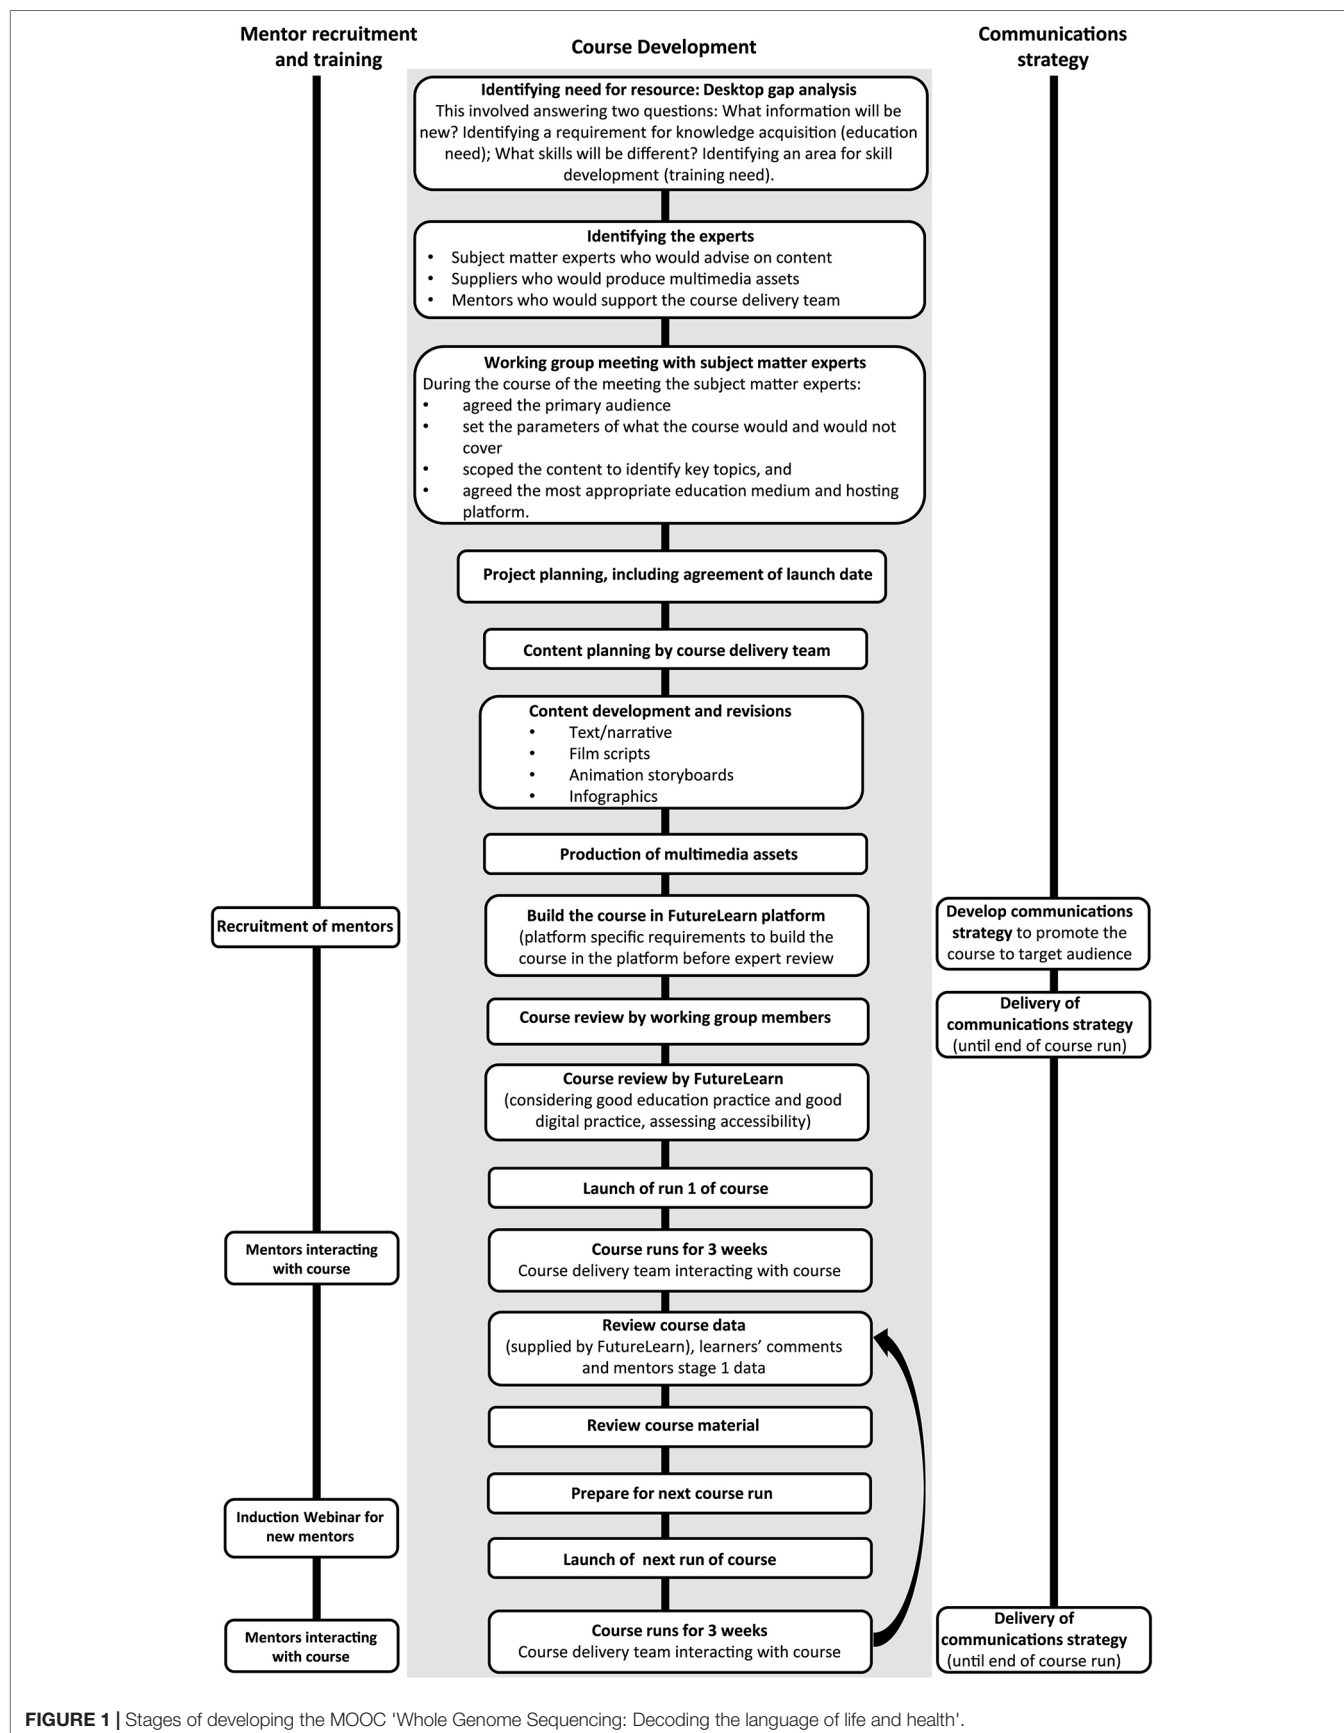 Mentor recruitment
and training
Course Development
Communications
strategy
Identifying need for resource: Desktop gap analysis
This involved answering two questions: What information will be
new? Identifying a requirement for knowledge acquisition (education
need); What skills will be different? Identifying an area for skill
development (training need).
Identifying the experts
• Subject matter experts who would advise on content
• Suppliers who would produce multimedia assets
• Mentors who would support the course delivery team
Working group meeting with subject matter experts
During the course of the meeting the subject matter experts:
• agreed the primary audience
• set the parameters of what the course would and would not
cover
• scoped the content to identify key topics, and
• agreed the most appropriate education medium and hosting
platform.
Project planning, including agreement of launch date
Content planning by course delivery team
Content development and revisions
• Text/narrative
• Film scripts
• Animation storyboards
• Infographics
Production of multimedia assets
Recruitment of mentors
Build the course in FutureLearn platform
(platform specific requirements to build the
course in the platform before expert review
Develop communications
strategy to promote the
course to target audience
Course review by working group members
Delivery of
communications strategy
(until end of course run)
Course review by FutureLearn
(considering good education practice and good
digital practice, assessing accessibility)
Launch of run 1 of course
Mentors interacting
with course
Course runs for 3 weeks
Course delivery team interacting with course
Review course data
(supplied by FutureLearn), learners' comments
and mentors stage 1 data
Review course material
Prepare for next course run
Induction Webinar for
new mentors
Launch of next run of course
Mentors interacting
with course
Course runs for 3 weeks
Course delivery team interacting with course
Delivery of
communications strategy
(until end of course run)
FIGURE 1 | Stages of developing the MOOC 'Whole Genome Sequencing: Decoding the language of life and health'.